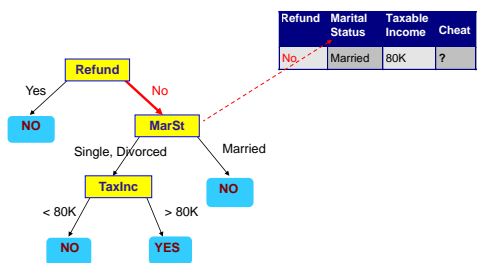 Refund Marital Status Taxable Income Cheat
No Married 80K ?
Refund
Yes No
NO MarSt
Single, Divorced Married
TaxInc NO
< 80K > 80K
NO YES